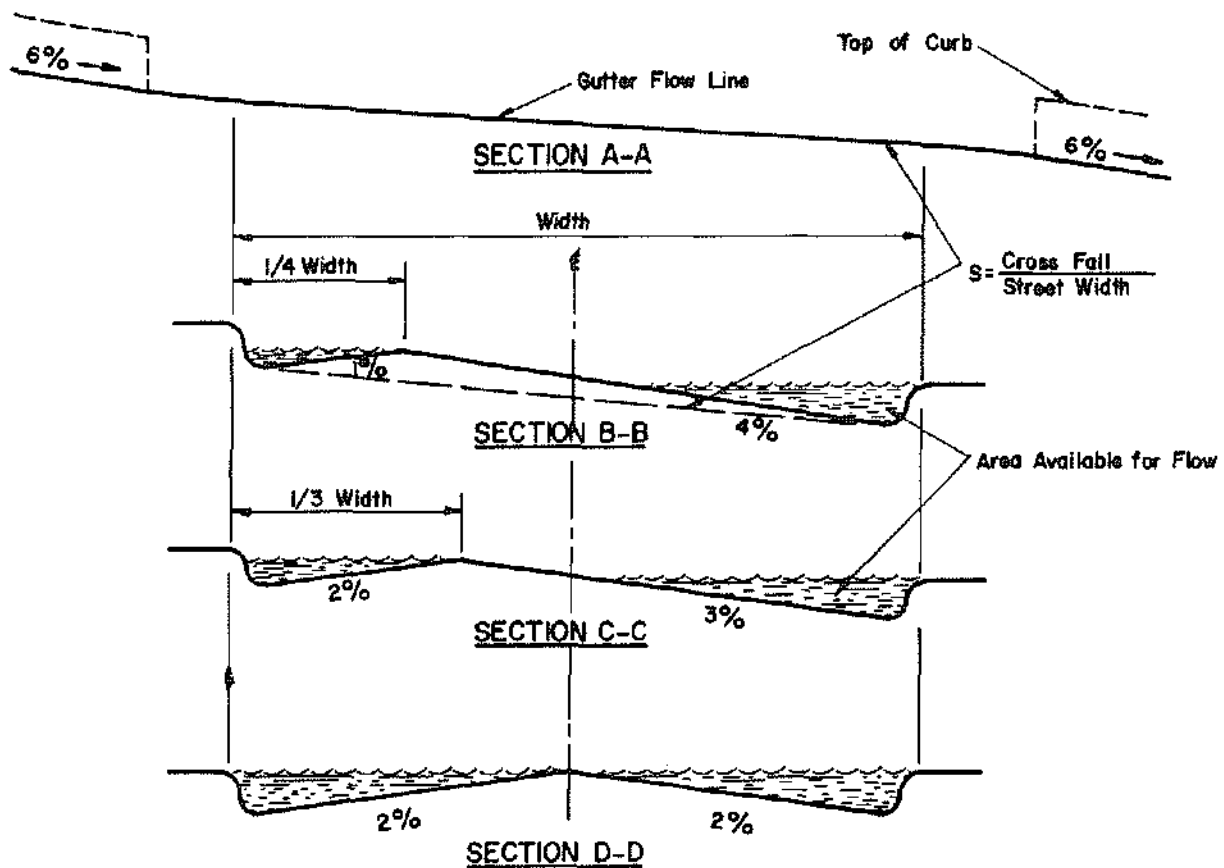 6%
Top of Curb
Gutter Flow Line
6%
SECTION A-A
Width
1/4 Width
℄
S= Cross Fall
Street Width
1%
4%
SECTION B-B
Area Available for Flow
1/3 Width
2%
3%
SECTION C-C
2%
2%
SECTION D-D